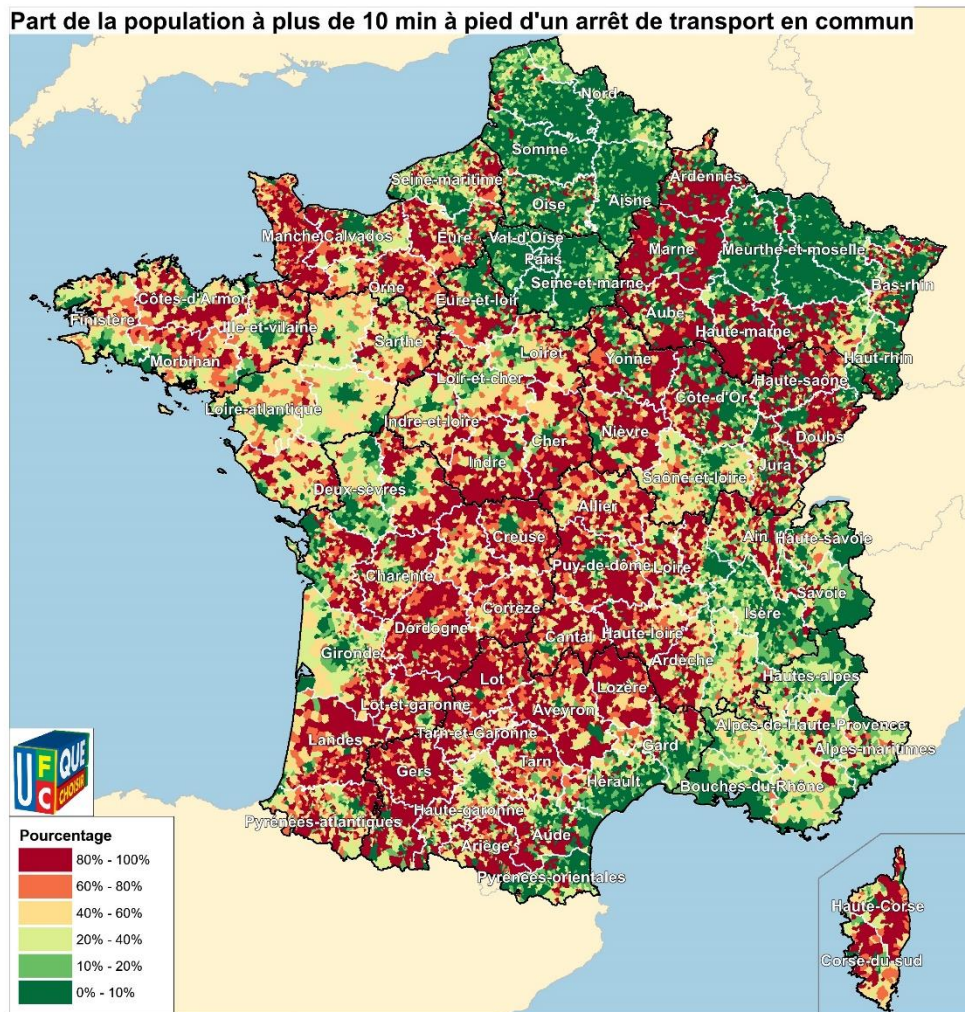 Part de la population à plus de 10 min à pied d'un arrêt de transport en commun
Nord
Somme
Seine-maritime
Ardennes
Oise
Aisne
Manche
Calvados
Eure
Val-d'Oise
Paris
Marne
Meurthe-et-moselle
Seine-et-marne
Bas-rhin
Orne
Eure-et-loir
Côtes-d'Armor
Finistère
Ille-et-vilaine
Aube
Haute-marne
Sarthe
Morbihan
Loiret
Yonne
Haut-rhin
Loir-et-cher
Haute-saône
Côte-d'Or
Loire-atlantique
Indre-et-loire
Cher
Nièvre
Doubs
Indre
Jura
Saône-et-loire
Deux-sèvres
Allier
Creuse
Ain
Haute-savoie
Puy-de-dôme
Loire
Charente
Savoie
Corrèze
Isère
Dordogne
Cantal
Haute-loire
Gironde
Ardèche
Hautes-alpes
Lot
Lozère
Lot-et-garonne
Aveyron
Alpes-de-Haute-Provence
Tarn-et-Garonne
Landes
Gard
Alpes-maritimes
Tarn
Gers
Hérault
Bouches-du-Rhône
Haute-garonne
Pyrénées-atlantiques
Aude
Ariège
Pyrénées-orientales
Haute-Corse
Corse-du sud
UFC
QUE
CHOISIR
Pourcentage
80% - 100%
60% - 80%
40% - 60%
20% - 40%
10% - 20%
0% - 10%